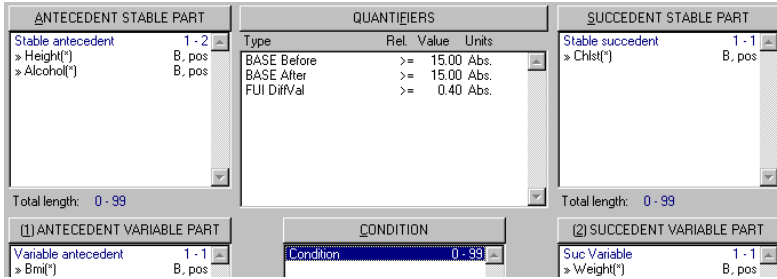 ANTECEDENT STABLE PART
Stable antecedent 1 - 2
» Height(*) B, pos
» Alcohol(*) B, pos
Total length: 0 - 99
QUANTIFIERS
Type Rel. Value Units
BASE Before >= 15.00 Abs.
BASE After >= 15.00 Abs.
FUI DiffVal >= 0.40 Abs.
SUCCEDENT STABLE PART
Stable succedent 1 - 1
» Chlst(*) B, pos
Total length: 0 - 99
(1) ANTECEDENT VARIABLE PART
Variable antecedent 1 - 1
» Bmi(*) B, pos
CONDITION
Condition 0 - 99
(2) SUCCEDENT VARIABLE PART
Suc Variable 1 - 1
» Weight(*) B, pos